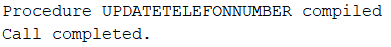 Procedure UPDATETELEFONNUMBER compiled
Call completed.